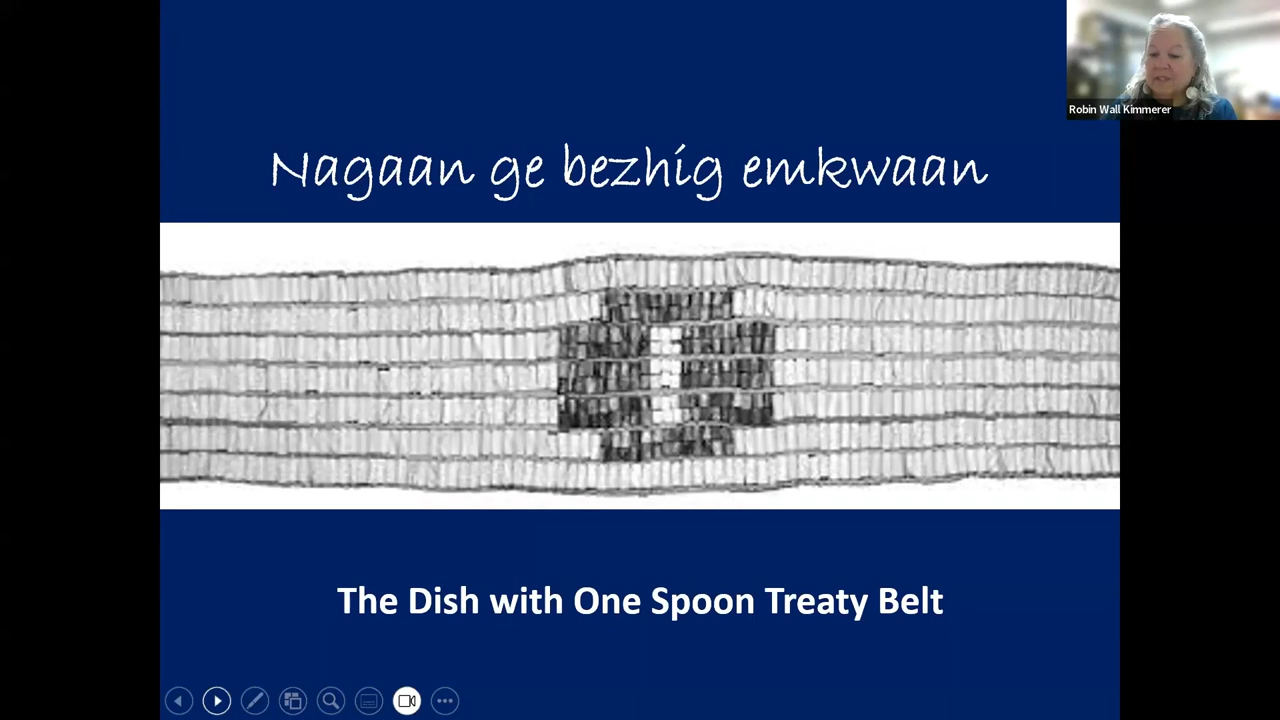 Robin Wall Kimmerer
Nagaan ge bezhig emkwaan
The Dish with One Spoon Treaty Belt